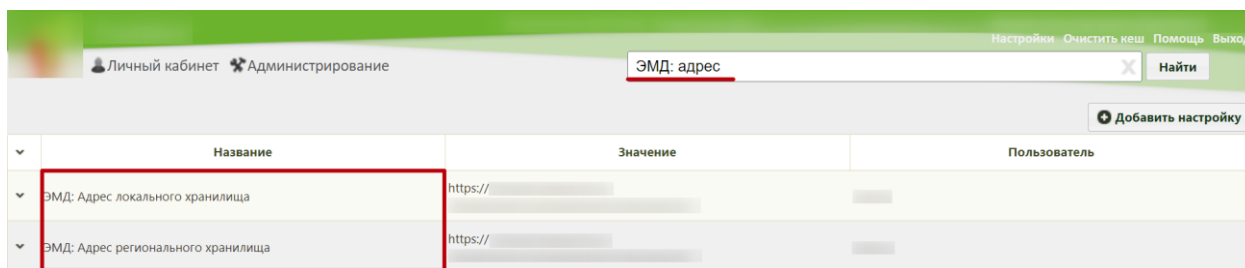 Настройки Очистить кеш Помощь Выход
Личный кабинет Администрирование
ЭМД: адрес
Найти
Добавить настройку
Название Значение Пользователь
ЭМД: Адрес локального хранилища https://
ЭМД: Адрес регионального хранилища https://